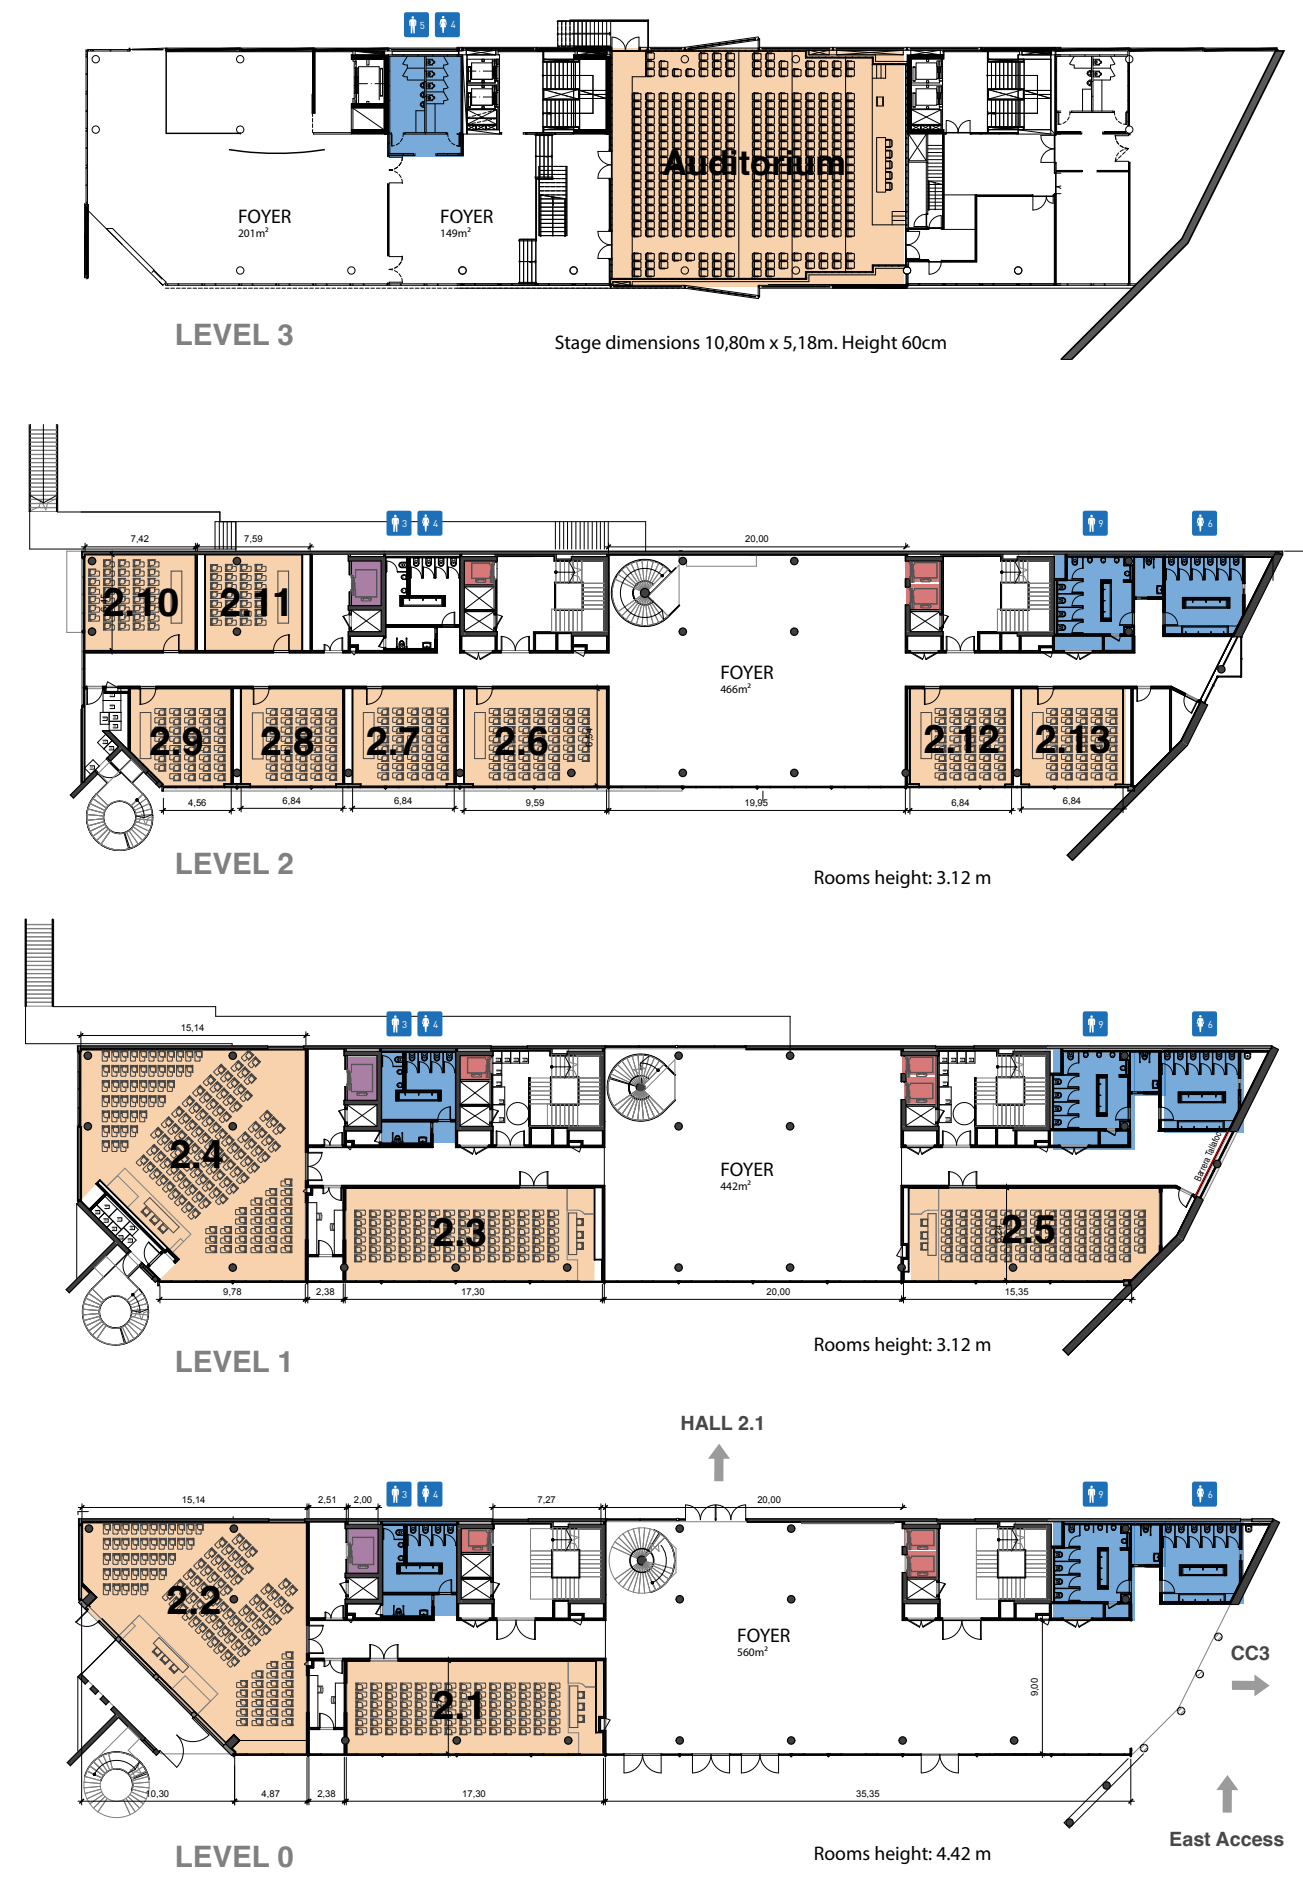 5 4
Auditorium
FOYER
201m²
FOYER
149m²
LEVEL 3
Stage dimensions 10,80m x 5,18m. Height 60cm
3 4
9
6
7,42
7,59
20,00
2.10
2.11
FOYER
466m²
2.9
2.8
2.7
2.6
2.12
2.13
4,56
6,84
6,84
9,59
19,95
6,84
6,84
LEVEL 2
Rooms height: 3.12 m
3 4
9
6
15,14
2.4
Barrera Tallafoc
FOYER
442m²
2.3
2.5
9,78
2,38
17,30
20,00
15,35
Rooms height: 3.12 m
LEVEL 1
HALL 2.1
3 4
9
6
15,14
2,51
2,00
7,27
20,00
2.2
FOYER
560m²
CC3
9,00
2.1
10,30
4,87
2,38
17,30
35,35
East Access
LEVEL 0
Rooms height: 4.42 m